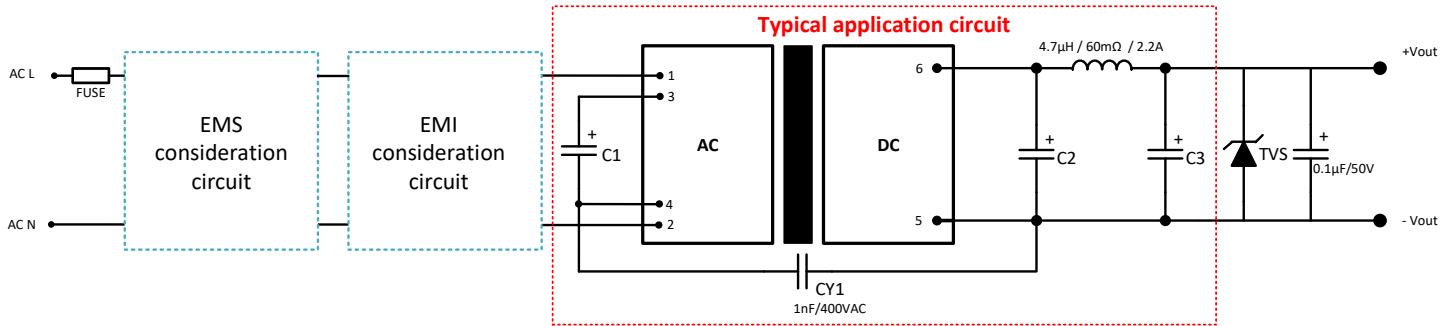 Typical application circuit
4.7µH / 60mΩ / 2.2A
+Vout
AC L
FUSE
1
3
6
EMS
consideration
circuit
EMI
consideration
circuit
+
C1
AC
DC
+
C2
+
C3
TVS
+
0.1µF/50V
4
2
5
AC N
- Vout
CY1
1nF/400VAC